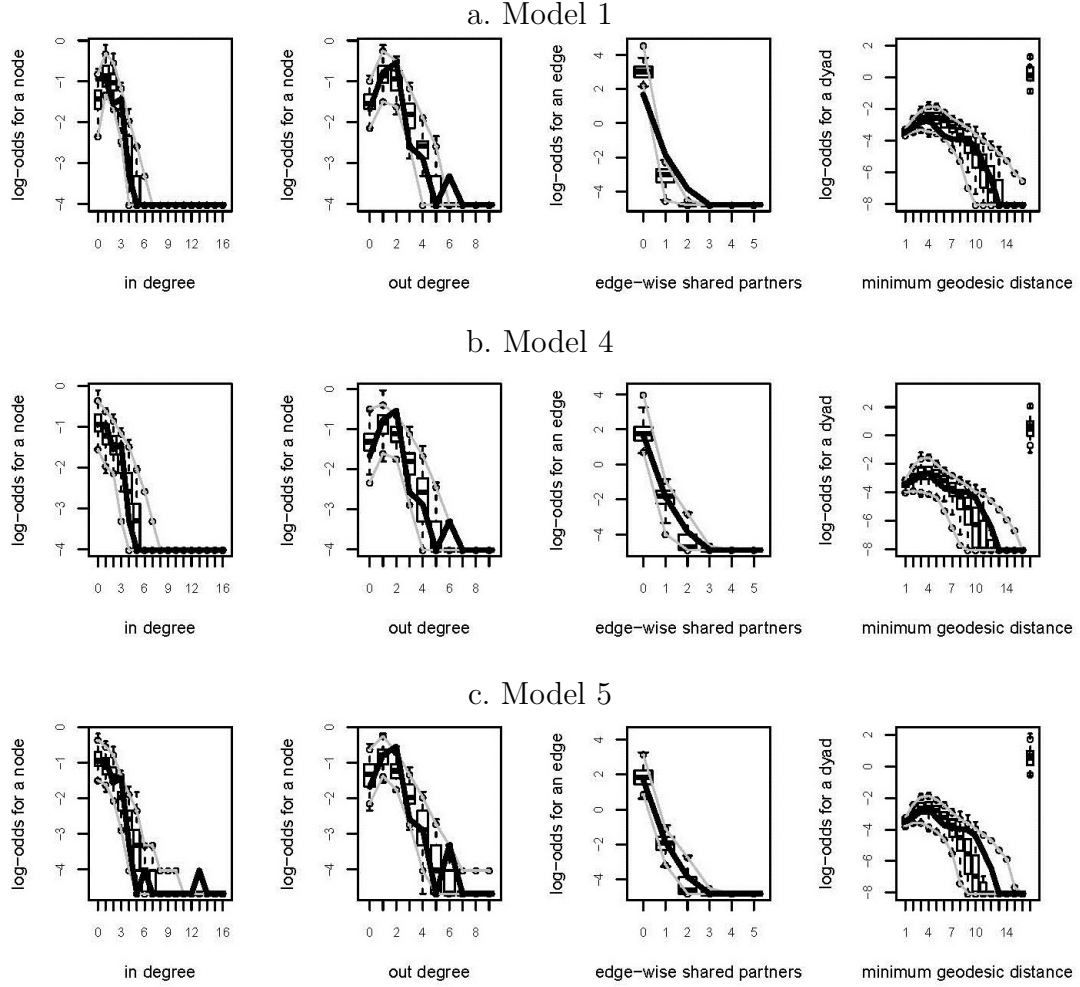 a. Model 1
log-odds for a node
0
-1
-2
-3
-4
0 3 6 9 12 16
in degree
log-odds for a node
0
-1
-2
-3
-4
0 2 4 6 8
out degree
log-odds for an edge
4
2
0
-2
-4
0 1 2 3 4 5
edge-wise shared partners
log-odds for a dyad
2
0
-2
-4
-6
-8
1 4 7 10 14
minimum geodesic distance
b. Model 4
log-odds for a node
0
-1
-2
-3
-4
0 3 6 9 12 16
in degree
log-odds for a node
0
-1
-2
-3
-4
0 2 4 6 8
out degree
log-odds for an edge
4
2
0
-2
-4
0 1 2 3 4 5
edge-wise shared partners
log-odds for a dyad
2
0
-2
-4
-6
-8
1 4 7 10 14
minimum geodesic distance
c. Model 5
log-odds for a node
0
-1
-2
-3
-4
0 3 6 9 12 16
in degree
log-odds for a node
0
-1
-2
-3
-4
0 2 4 6 8
out degree
log-odds for an edge
4
2
0
-2
-4
0 1 2 3 4 5
edge-wise shared partners
log-odds for a dyad
2
0
-2
-4
-6
-8
1 4 7 10 14
minimum geodesic distance